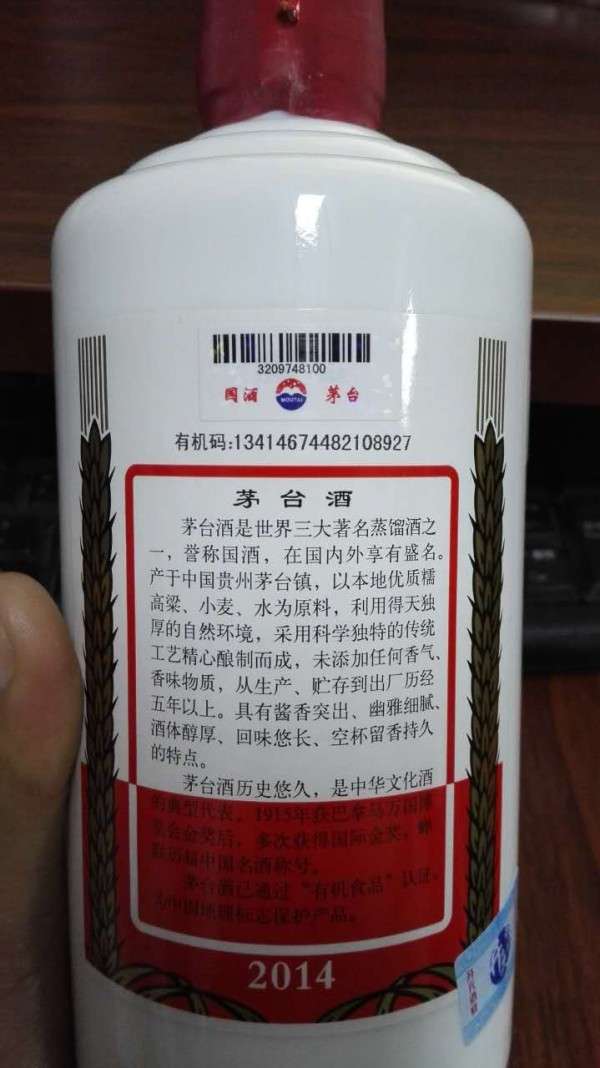 3209748100
国酒 MOUTAI 茅台
有机码:13414674482108927
茅台酒
茅台酒是世界三大著名蒸馏酒之
一，誉称国酒，在国内外享有盛名。
产于中国贵州茅台镇，以本地优质糯
高粱、小麦、水为原料，利用得天独
厚的自然环境，采用科学独特的传统
工艺精心酿制而成，未添加任何香气、
香味物质，从生产、贮存到出厂历经
五年以上。具有酱香突出、幽雅细腻、
酒体醇厚、回味悠长、空杯留香持久
的特点。
茅台酒历史悠久，是中华文化酒
的典型代表。1915年获巴拿马万国博
览会金奖后，多次获得国际金奖，蝉
联历届中国名酒称号。
茅台酒已通过“有机食品”认证，
为中国地理标志保护产品。
2014